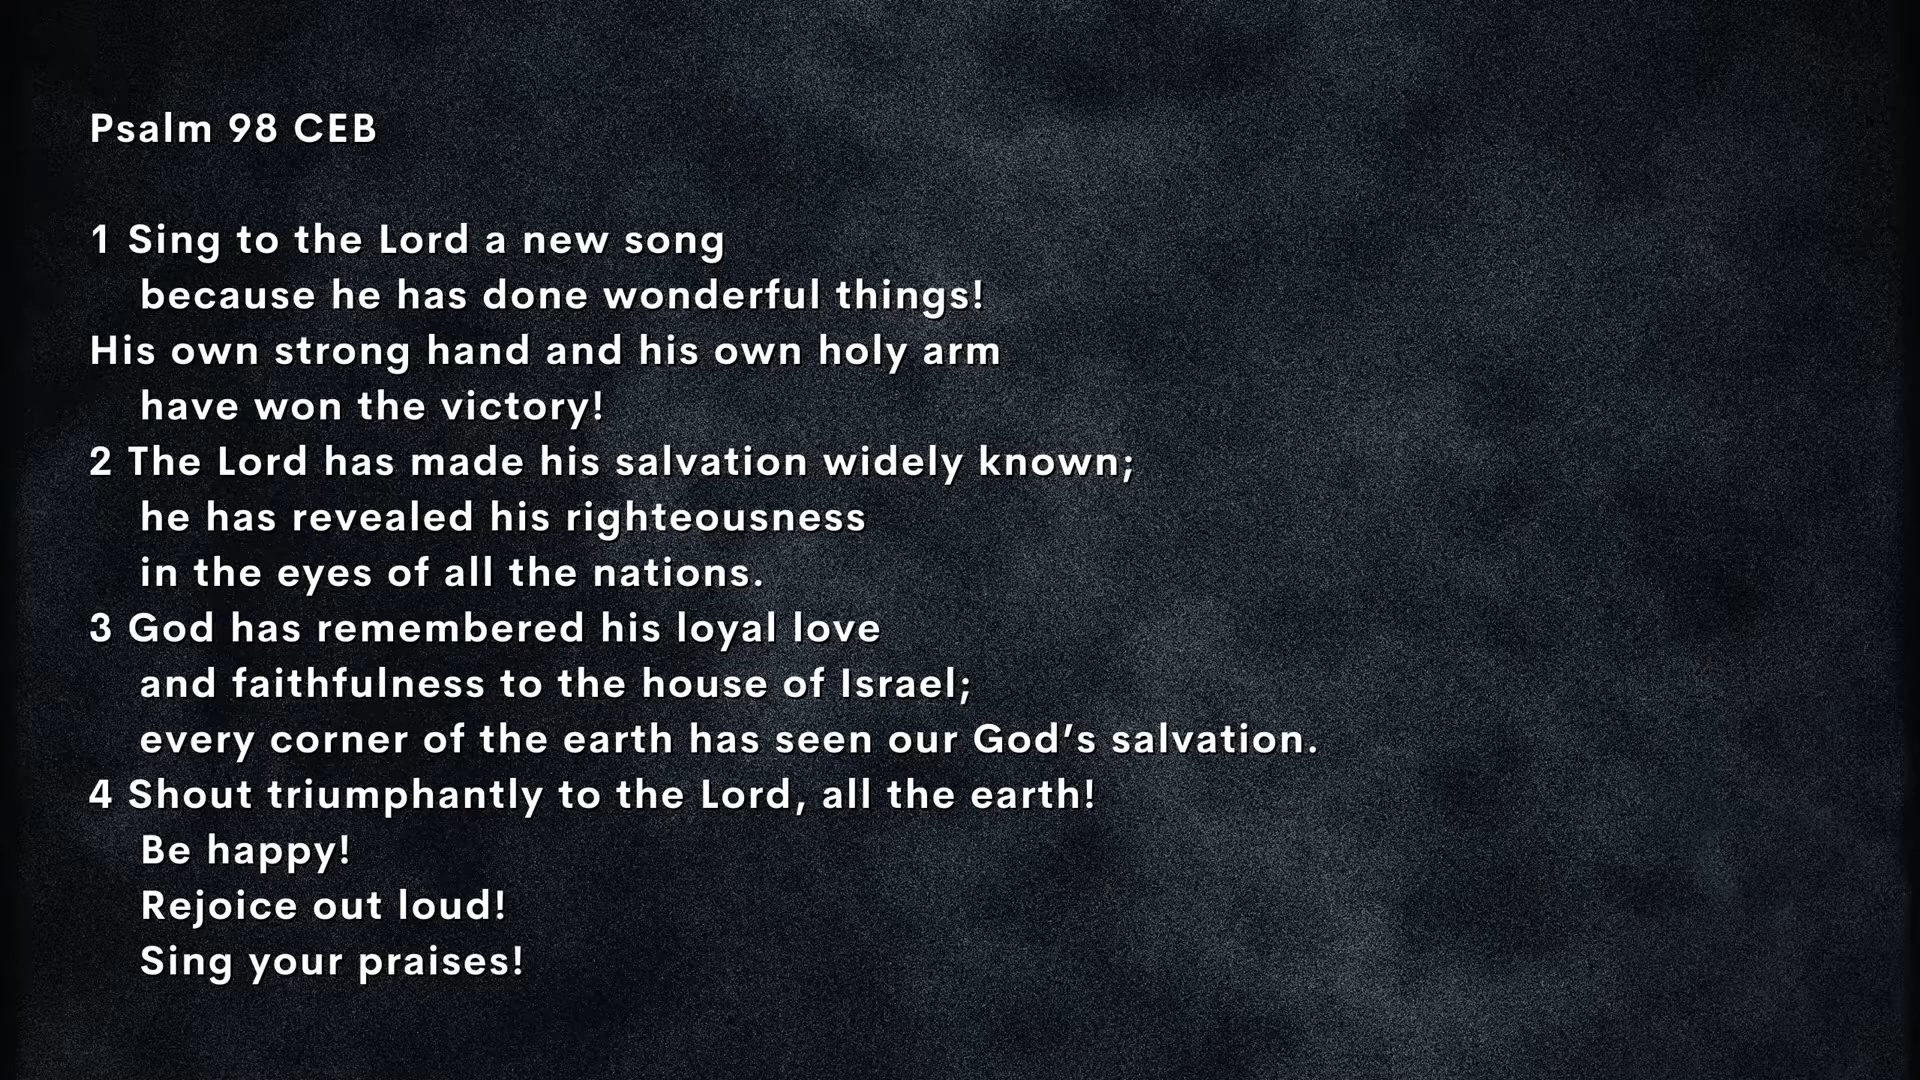 Psalm 98 CEB
1 Sing to the Lord a new song
because he has done wonderful things!
His own strong hand and his own holy arm
have won the victory!
2 The Lord has made his salvation widely known;
he has revealed his righteousness
in the eyes of all the nations.
3 God has remembered his loyal love
and faithfulness to the house of Israel;
every corner of the earth has seen our God’s salvation.
4 Shout triumphantly to the Lord, all the earth!
Be happy!
Rejoice out loud!
Sing your praises!